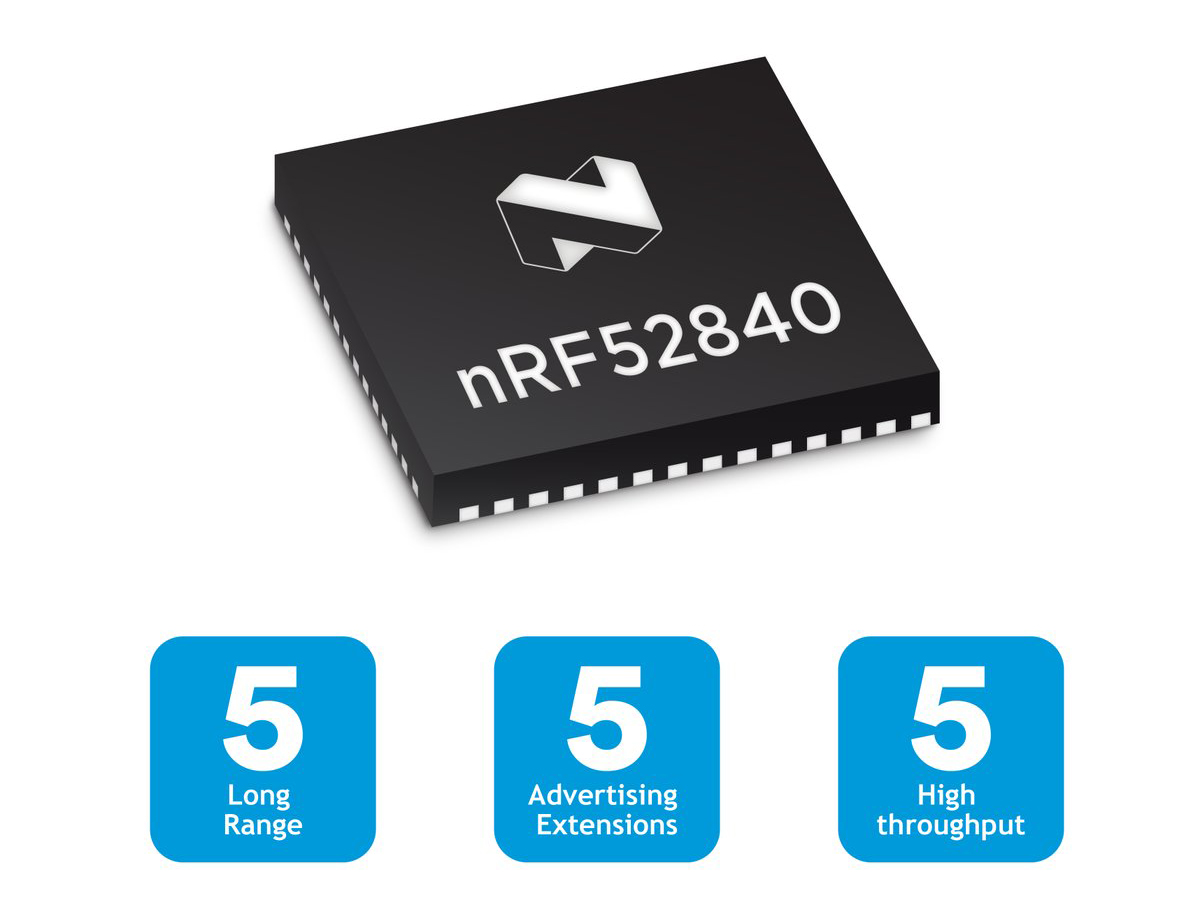 nRF52840
5
Long
Range
5
Advertising
Extensions
5
High
throughput